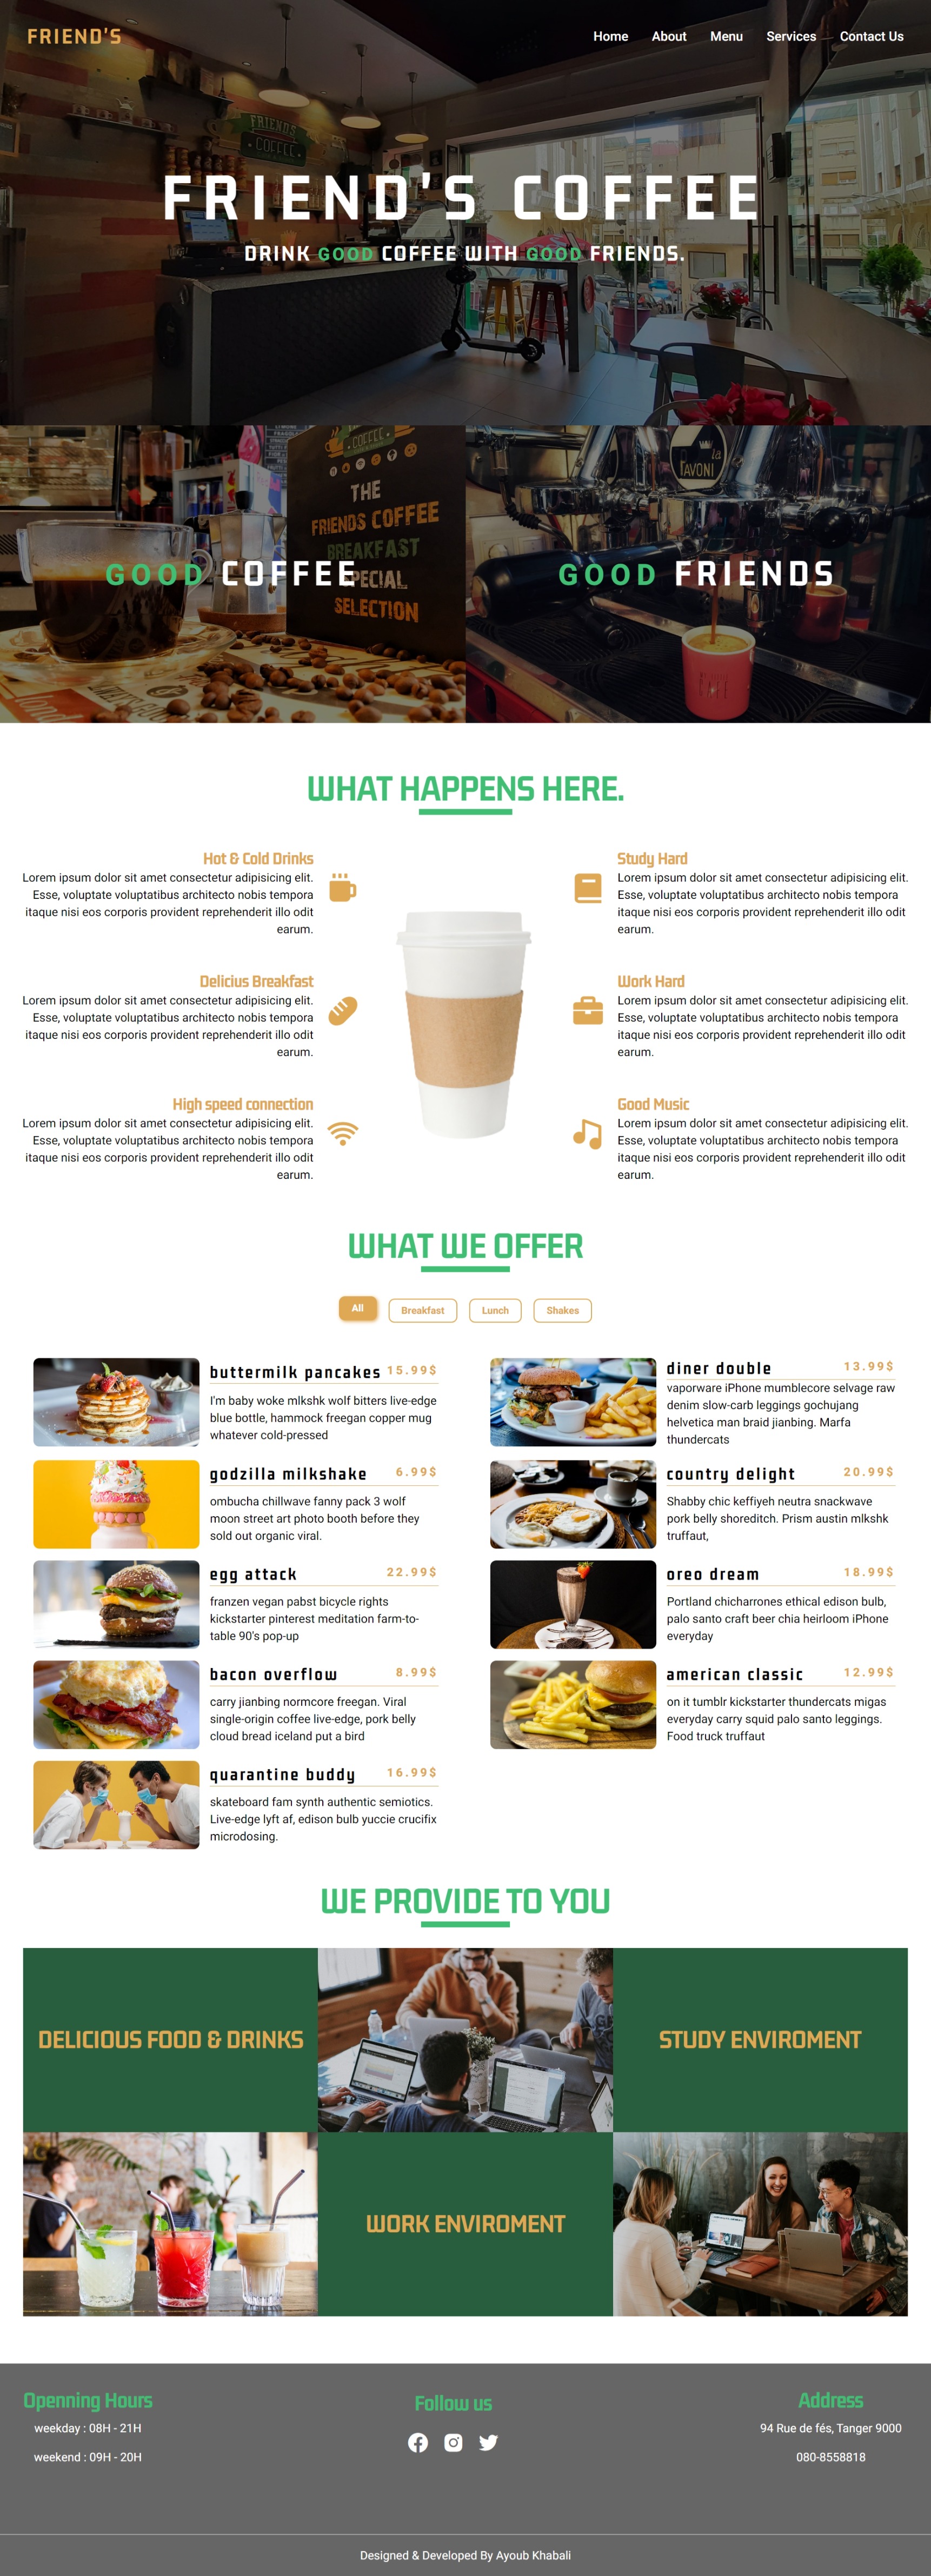 FRIEND'S
Home About Menu Services Contact Us
FRIENDS
COFFEE
FRIEND'S COFFEE
DRINK GOOD COFFEE WITH GOOD FRIENDS.
COFFEE
THE
FRIENDS COFFEE
BREAKFAST
SELECTION
GOOD COFFEE
la
PAVONI
GOOD FRIENDS
WHAT HAPPENS HERE.
Hot & Cold Drinks
Lorem ipsum dolor sit amet consectetur adipisicing elit.
Esse, voluptate voluptatibus architecto nobis tempora
itaque nisi eos corporis provident reprehenderit illo odit
earum.
Delicius Breakfast
Lorem ipsum dolor sit amet consectetur adipisicing elit.
Esse, voluptate voluptatibus architecto nobis tempora
itaque nisi eos corporis provident reprehenderit illo odit
earum.
High speed connection
Lorem ipsum dolor sit amet consectetur adipisicing elit.
Esse, voluptate voluptatibus architecto nobis tempora
itaque nisi eos corporis provident reprehenderit illo odit
earum.
Study Hard
Lorem ipsum dolor sit amet consectetur adipisicing elit.
Esse, voluptate voluptatibus architecto nobis tempora
itaque nisi eos corporis provident reprehenderit illo odit
earum.
Work Hard
Lorem ipsum dolor sit amet consectetur adipisicing elit.
Esse, voluptate voluptatibus architecto nobis tempora
itaque nisi eos corporis provident reprehenderit illo odit
earum.
Good Music
Lorem ipsum dolor sit amet consectetur adipisicing elit.
Esse, voluptate voluptatibus architecto nobis tempora
itaque nisi eos corporis provident reprehenderit illo odit
earum.
WHAT WE OFFER
All Breakfast Lunch Shakes
buttermilk pancakes 15.99$
I'm baby woke mlkshk wolf bitters live-edge
blue bottle, hammock freegan copper mug
whatever cold-pressed
diner double 13.99$
vaporware iPhone mumblecore selvage raw
denim slow-carb leggings gochujang
helvetica man braid jianbing. Marfa
thundercats
godzilla milkshake 6.99$
ombucha chillwave fanny pack 3 wolf
moon street art photo booth before they
sold out organic viral.
country delight 20.99$
Shabby chic keffiyeh neutra snackwave
pork belly shoreditch. Prism austin mlkshk
truffaut,
egg attack 22.99$
franzen vegan pabst bicycle rights
kickstarter pinterest meditation farm-to-
table 90's pop-up
oreo dream 18.99$
Portland chicharrones ethical edison bulb,
palo santo craft beer chia heirloom iPhone
everyday
bacon overflow 8.99$
carry jianbing normcore freegan. Viral
single-origin coffee live-edge, pork belly
cloud bread iceland put a bird
american classic 12.99$
on it tumblr kickstarter thundercats migas
everyday carry squid palo santo leggings.
Food truck truffaut
quarantine buddy 16.99$
skateboard fam synth authentic semiotics.
Live-edge lyft af, edison bulb yuccie crucifix
microdosing.
WE PROVIDE TO YOU
DELICIOUS FOOD & DRINKS
STUDY ENVIROMENT
WORK ENVIROMENT
Openning Hours
weekday : 08H - 21H
weekend : 09H - 20H
Follow us
Address
94 Rue de fés, Tanger 9000
080-8558818
Designed & Developed By Ayoub Khabali